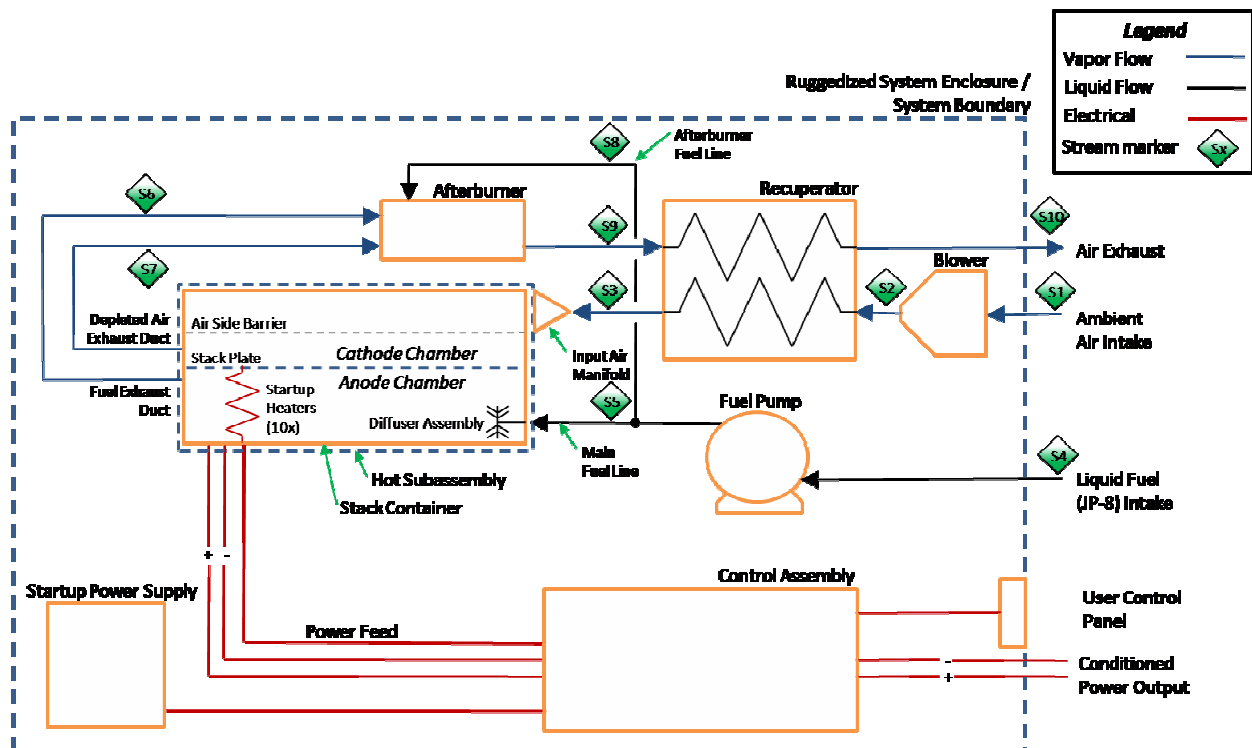 Legend
Vapor Flow
Liquid Flow
Electrical
Stream marker
Sx
Ruggedized System Enclosure /
System Boundary
S8
Afterburner
Fuel Line
S6
Afterburner
Recuperator
S10
S9
Air Exhaust
S7
Blower
S3
S2
S1
Depleted Air
Exhaust Duct
Air Side Barrier
Ambient
Air Intake
Cathode Chamber
Stack Plate
Input Air
Manifold
Anode Chamber
Fuel Exhaust
Duct
Startup
Heaters
(10x)
S5
Fuel Pump
Diffuser Assembly
Main
Fuel Line
S4
Hot Subassembly
Liquid Fuel
(JP-8) Intake
Stack Container
+ -
Startup Power Supply
Control Assembly
User Control
Panel
Power Feed
-
+
Conditioned
Power Output